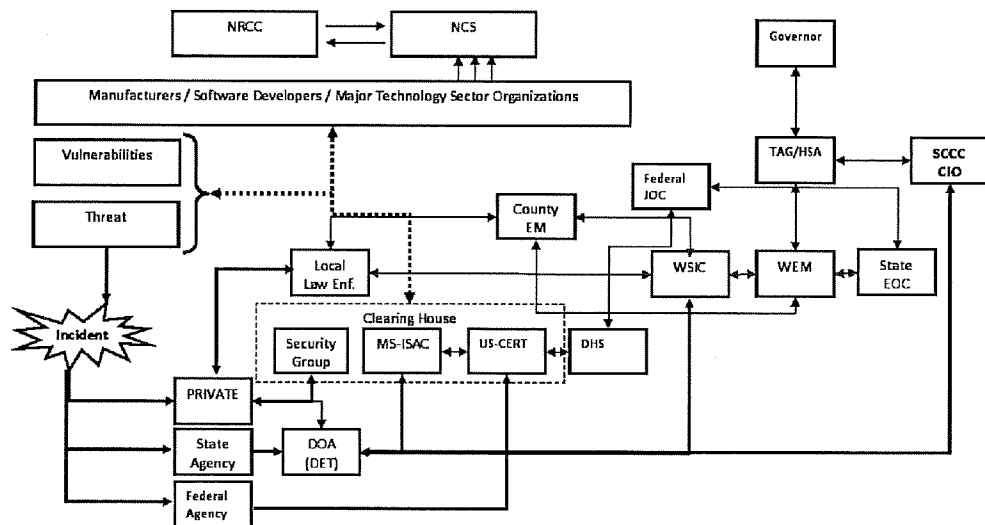 NRCC
NCS
Governor
Manufacturers / Software Developers / Major Technology Sector Organizations
Vulnerabilities
TAG/HSA
SCCC
CIO
Federal
JOC
Threat
County
EM
Local
Law Enf.
WSIC
WEM
State
EOC
Incident
Clearing House
Security
Group
MS-ISAC
US-CERT
DHS
PRIVATE
State
Agency
DOA
(DET)
Federal
Agency